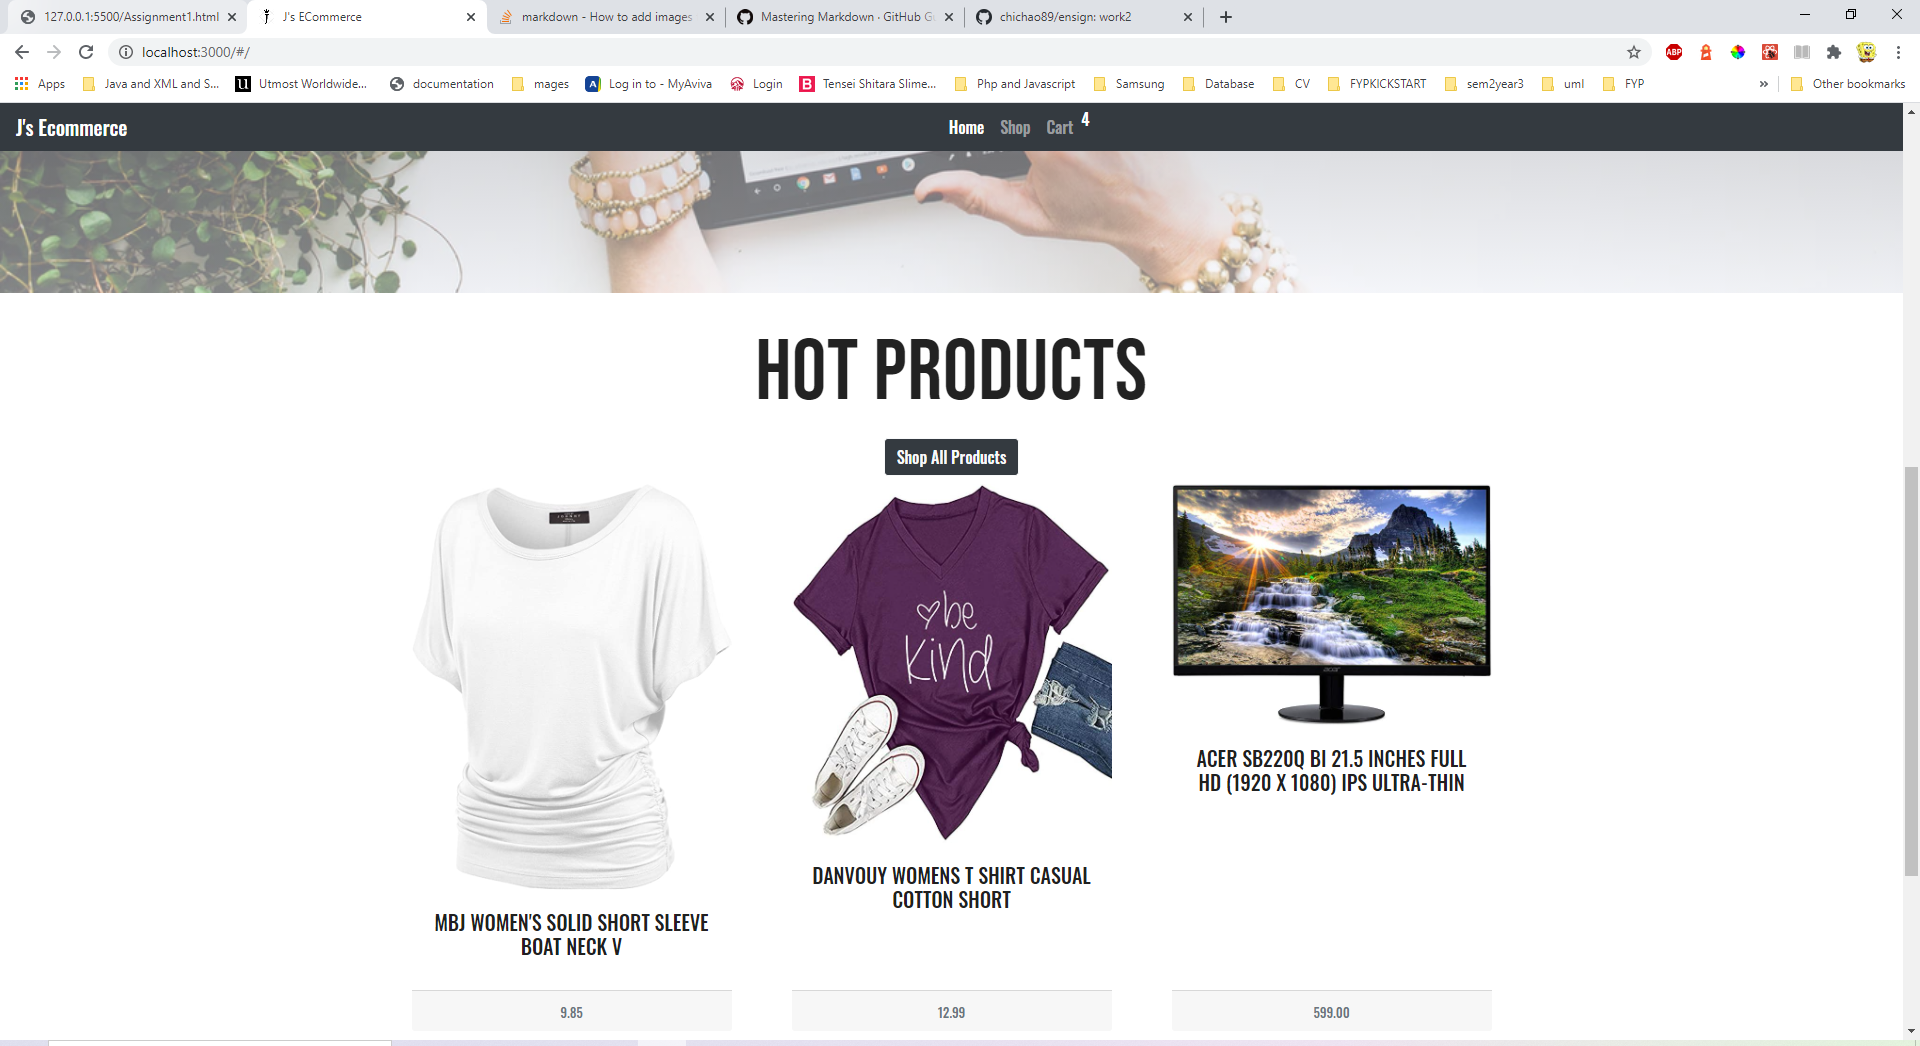 127.0.0.1:5500/Assignment1.html
J's ECommerce
markdown - How to add images
Mastering Markdown · GitHub G
chichao89/ensign: work2
localhost:3000/#/
ABP
Apps
Java and XML and S...
Utmost Worldwide...
documentation
mages
Log in to - MyAviva
Login
Tensei Shitara Slime...
Php and Javascript
Samsung
Database
CV
FYPKICKSTART
sem2year3
uml
FYP
»
Other bookmarks
J's Ecommerce
Home
Shop
Cart
4
HOT PRODUCTS
Shop All Products
be
kind
acer
MBJ WOMEN'S SOLID SHORT SLEEVE
BOAT NECK V
DANVOUY WOMENS T SHIRT CASUAL
COTTON SHORT
ACER SB220Q BI 21.5 INCHES FULL
HD (1920 X 1080) IPS ULTRA-THIN
9.85
12.99
599.00